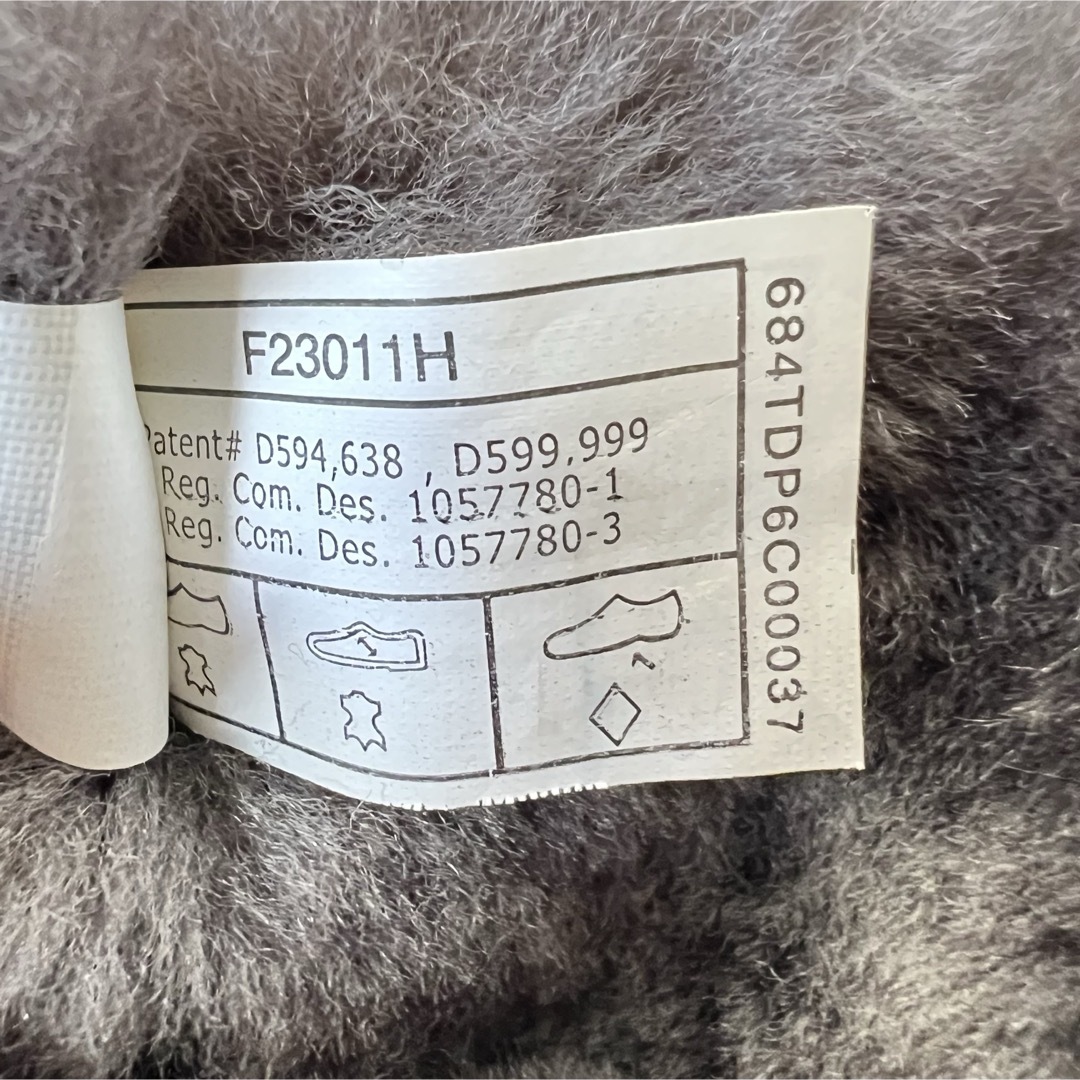 F23011H
Patent# D594,638 , D599,999
Reg. Com. Des. 1057780-1
Reg. Com. Des. 1057780-3
684TDP6C00037